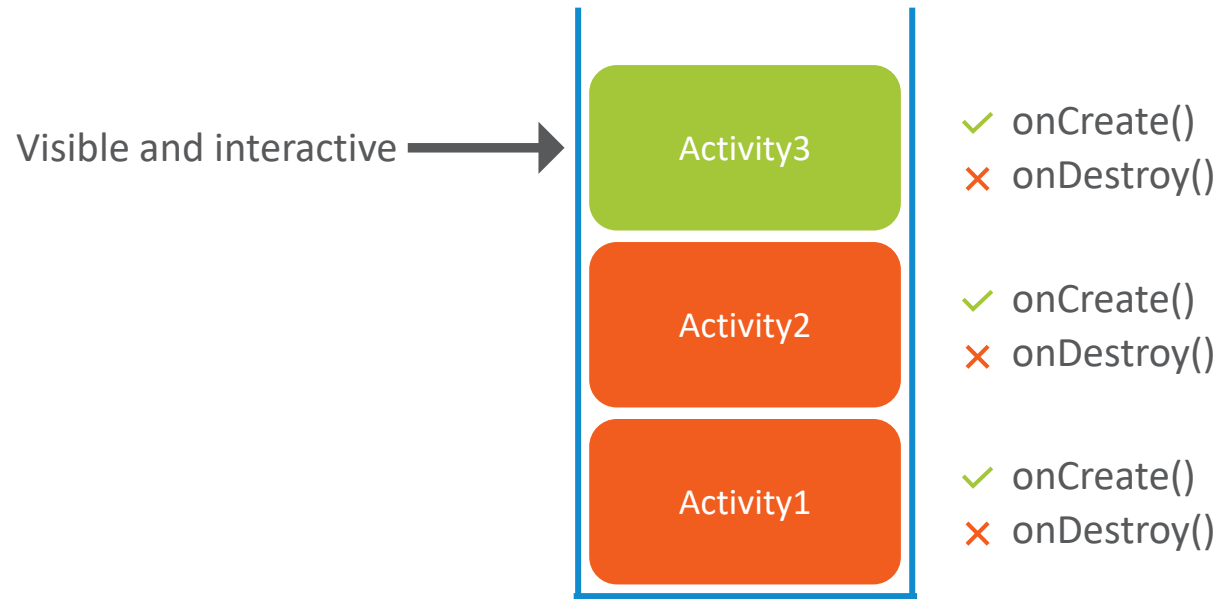 Visible and interactive
Activity3
✓ onCreate()
✕ onDestroy()
Activity2
✓ onCreate()
✕ onDestroy()
Activity1
✓ onCreate()
✕ onDestroy()